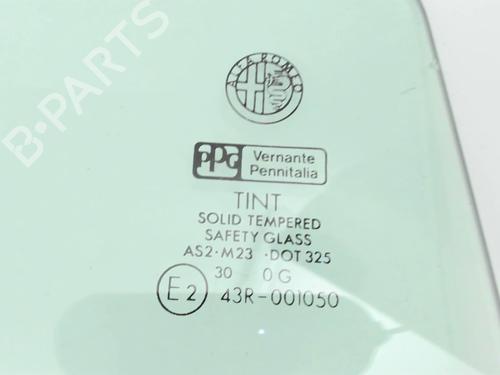 B-PARTS
ALFA ROMEO
PPG Vernante
Pennitalia
TINT
SOLID TEMPERED
SAFETY GLASS
AS2·M23 ·DOT 325
30 0 G
E2 43R-001050